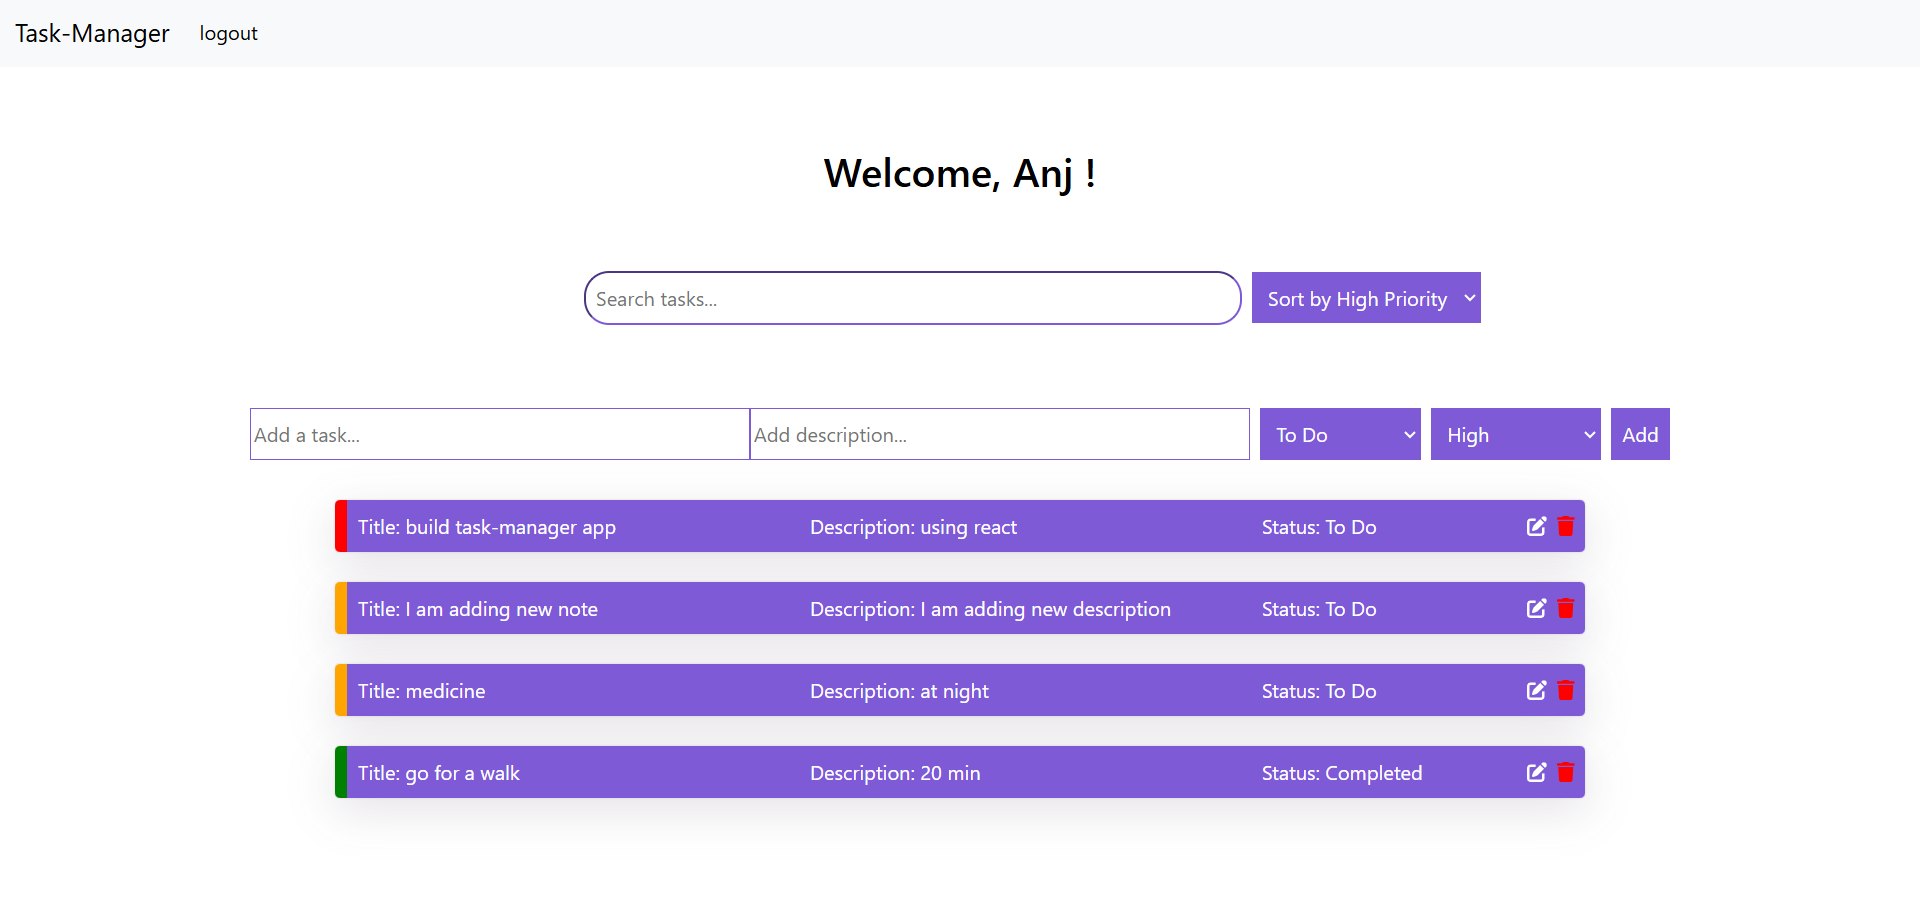 Task-Manager logout
Welcome, Anj !
Search tasks... Sort by High Priority
Add a task... Add description... To Do High Add
Title: build task-manager app Description: using react Status: To Do
Title: I am adding new note Description: I am adding new description Status: To Do
Title: medicine Description: at night Status: To Do
Title: go for a walk Description: 20 min Status: Completed